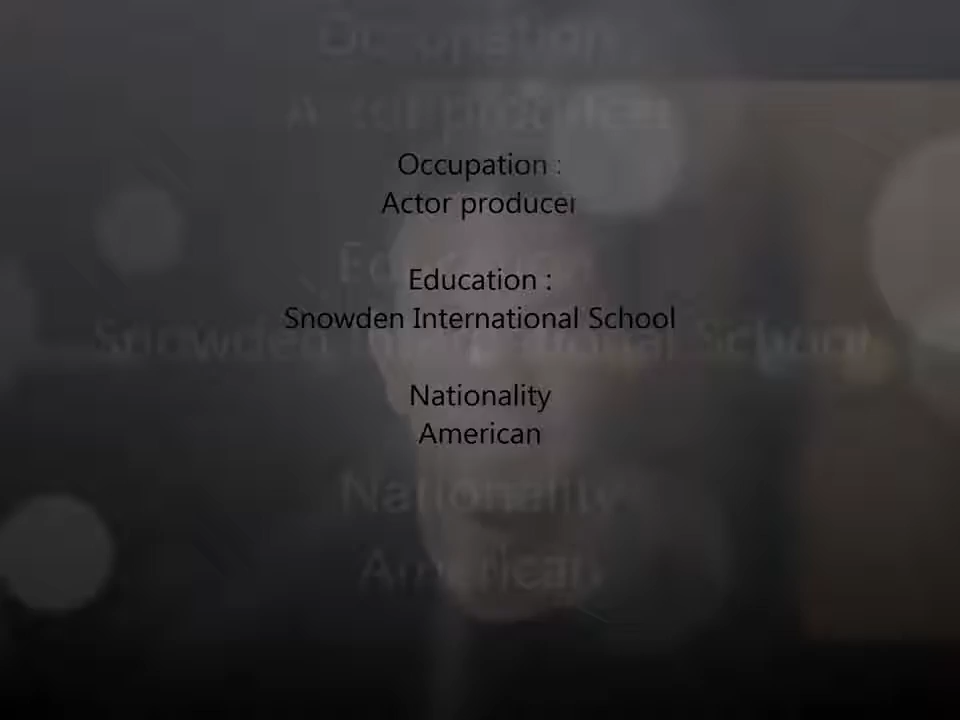 Occupation :
Actor producer
Education :
Snowden International School
Nationality
American